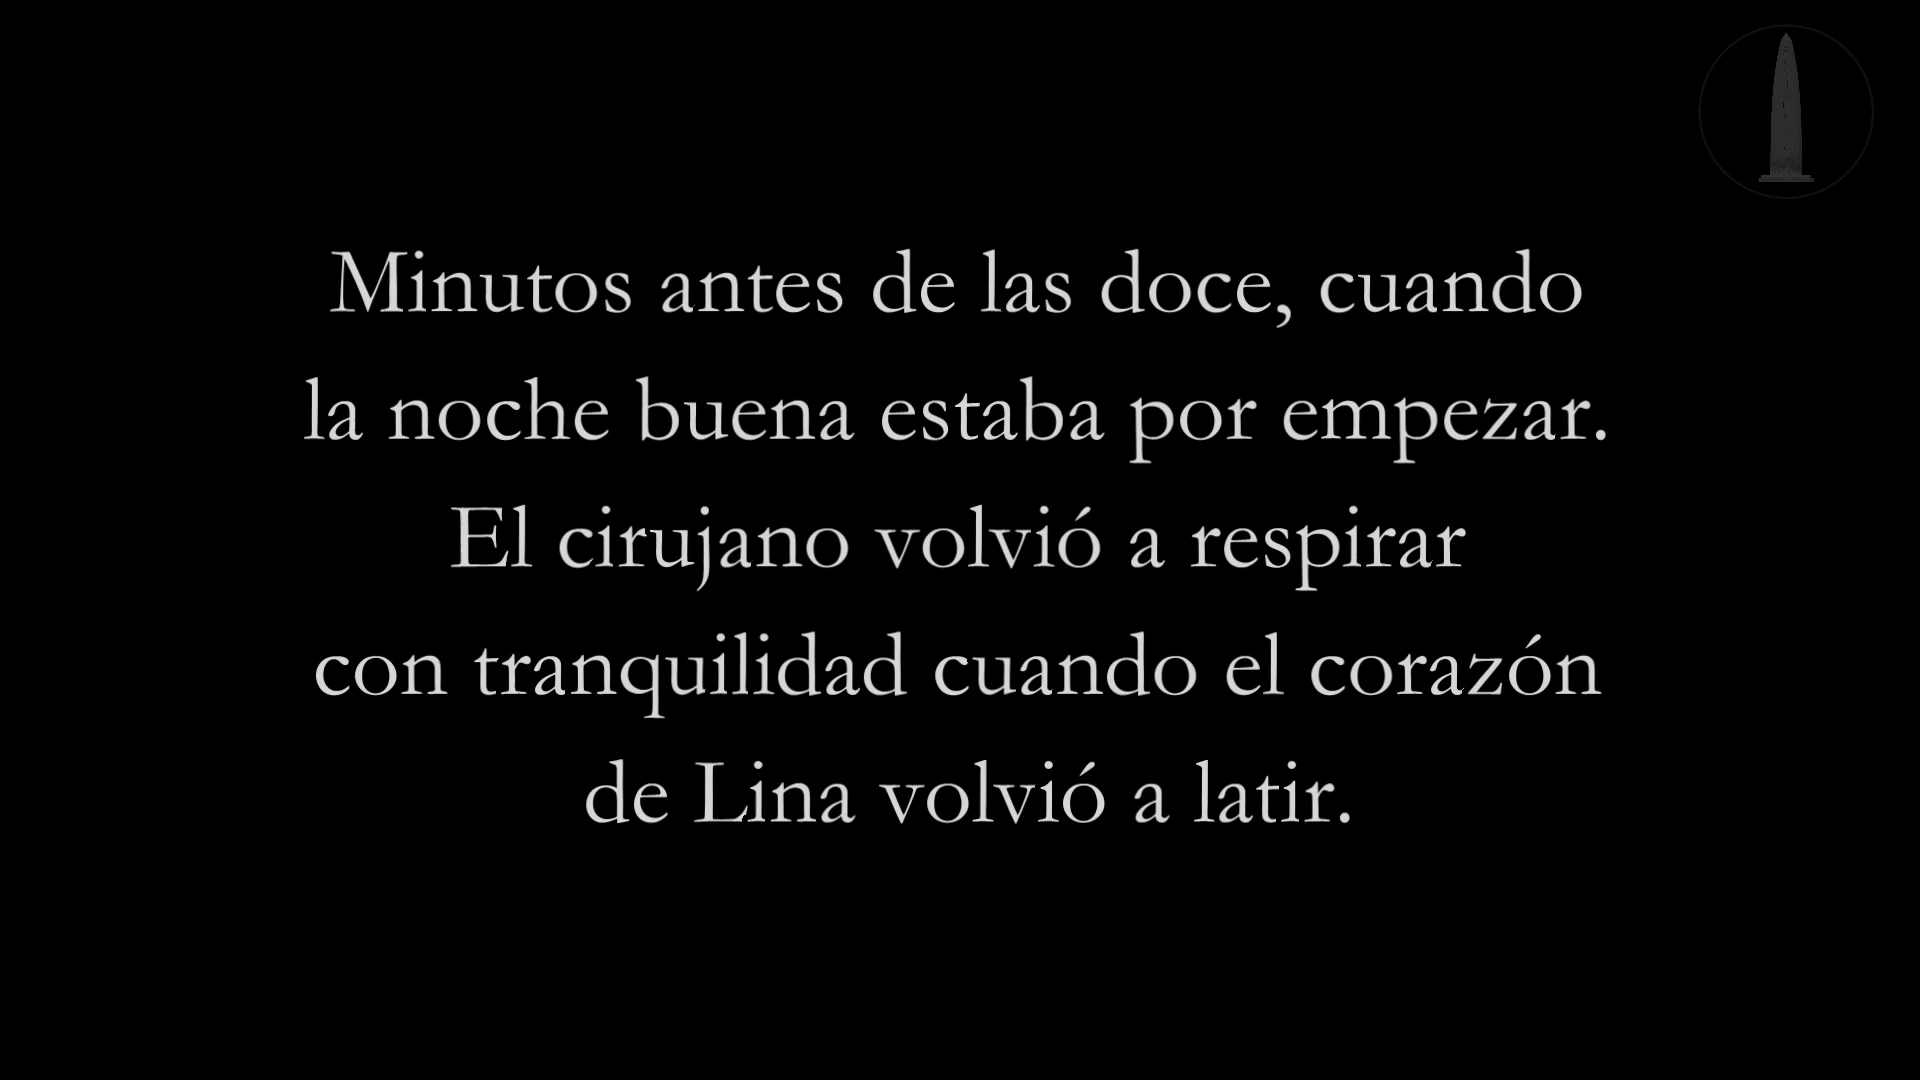 Minutos antes de las doce, cuando
la noche buena estaba por empezar.
El cirujano volvió a respirar
con tranquilidad cuando el corazón
de Lina volvió a latir.